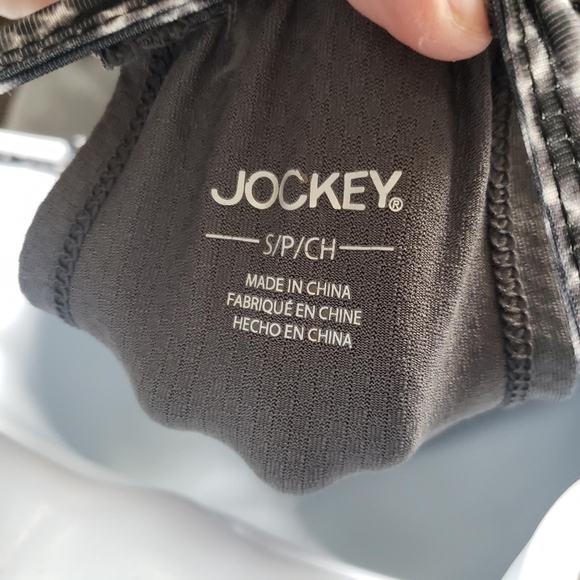 JOCKEY®
S/P/CH
MADE IN CHINA
FABRIQUÉ EN CHINE
HECHO EN CHINA